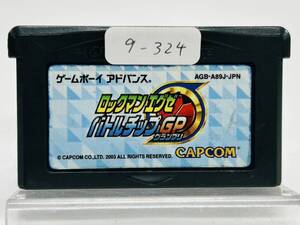 9-324
ゲームボーイ アドバンス®
AGB-A89J-JPN
ロックマン エグゼ
バトルチップGP
グランプリ
© CAPCOM CO.,LTD. 2003 ALL RIGHTS RESERVED.
CAPCOM